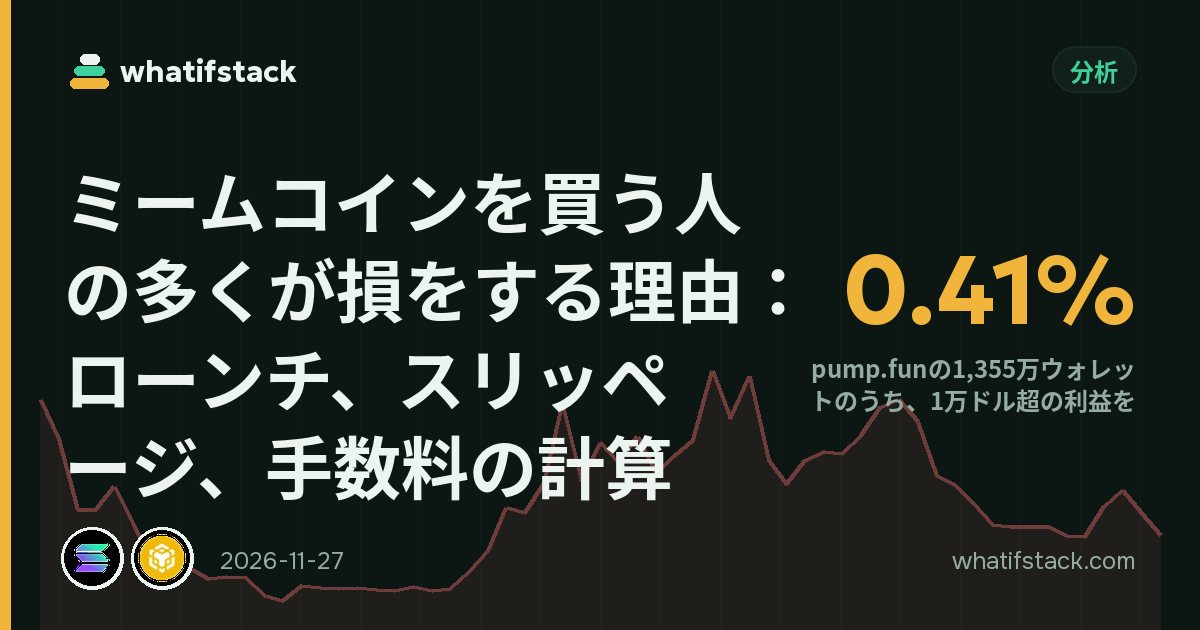 whatifstack
分析
ミームコインを買う人
の多くが損をする理由：
ローンチ、スリッペ
ージ、手数料の計算
0.41%
pump.funの1,355万ウォレッ
トのうち、1万ドル超の利益を
2026-11-27
whatifstack.com